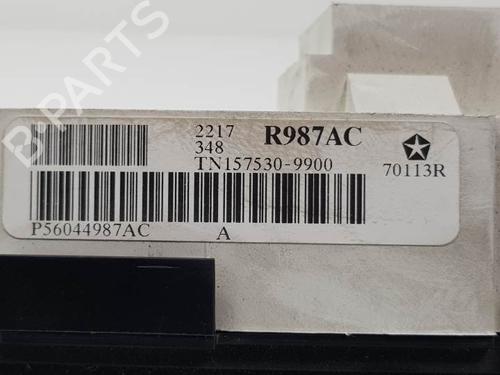 2217 R987AC
348
TN157530-9900
70113R
P56044987AC A
B-PARTS